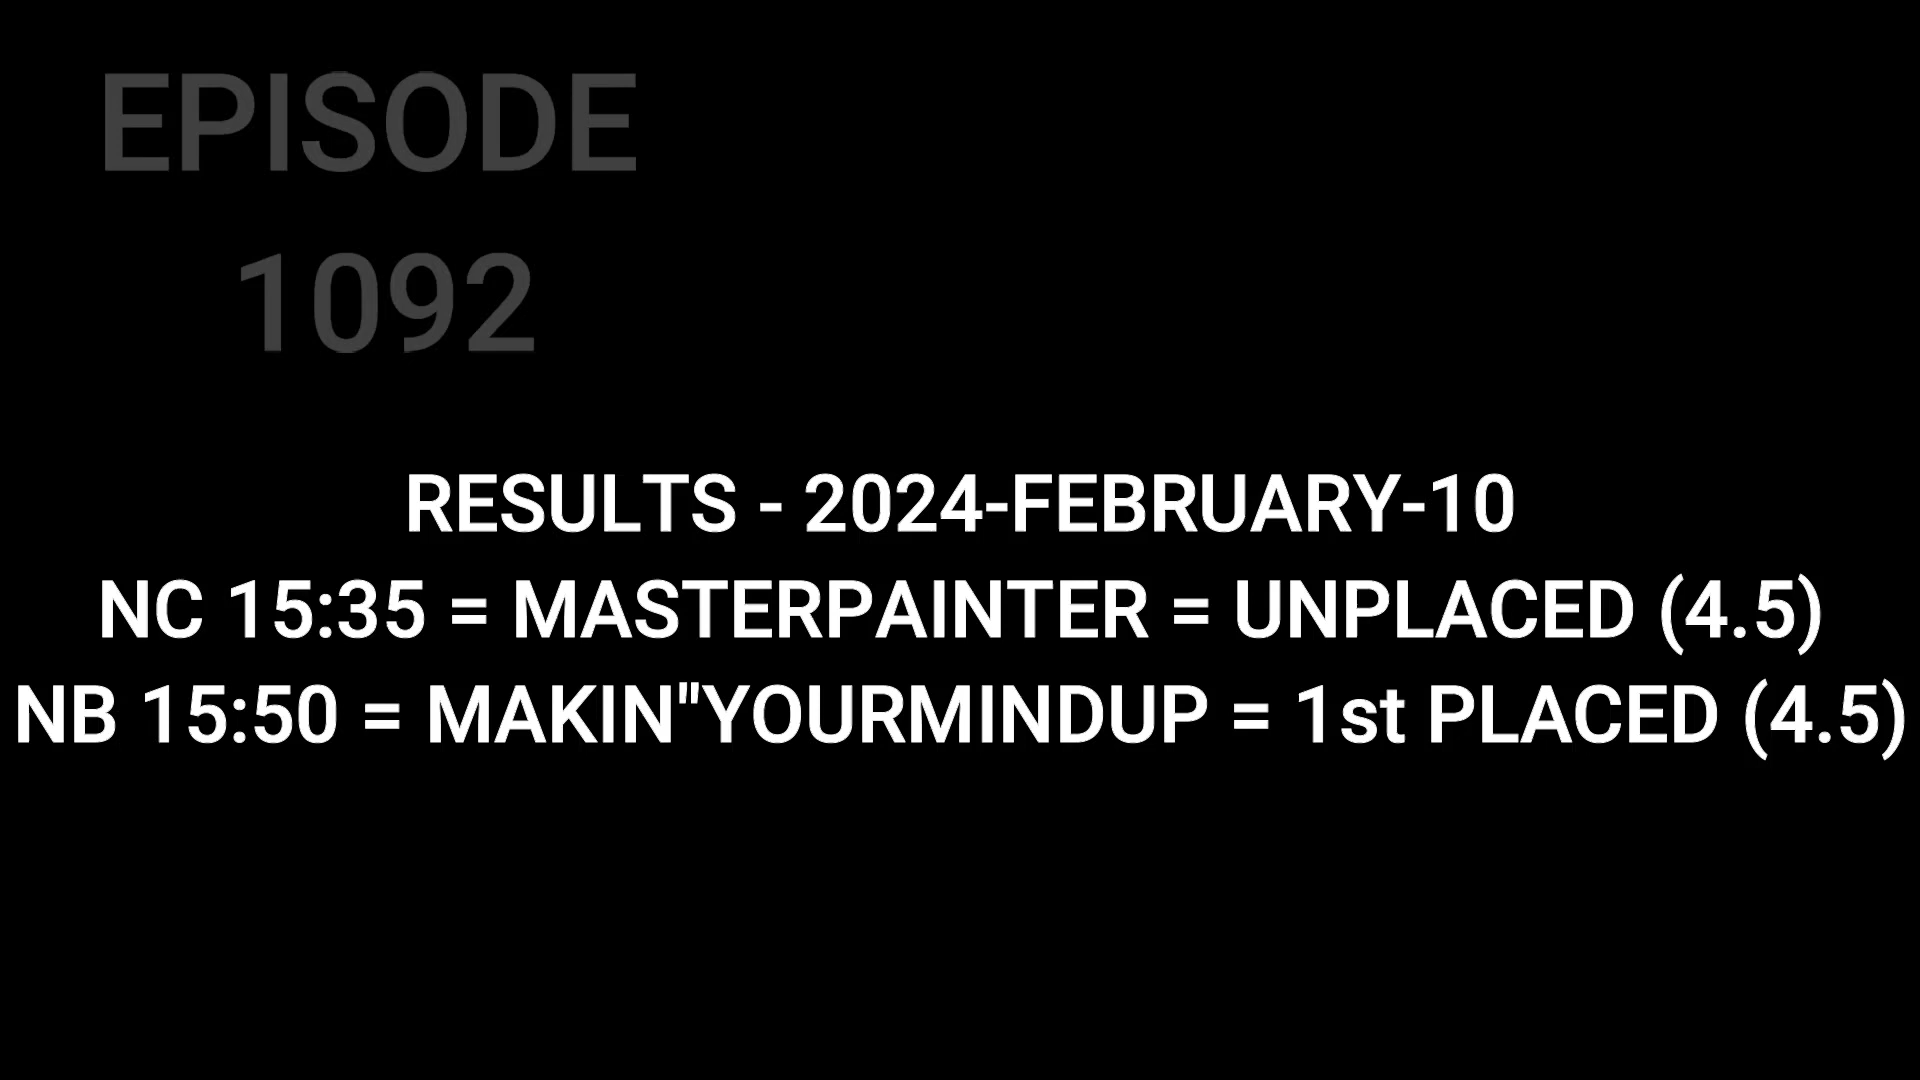 EPISODE
1092
RESULTS - 2024-FEBRUARY-10
NC 15:35 = MASTERPAINTER = UNPLACED (4.5)
NB 15:50 = MAKIN"YOURMINDUP = 1st PLACED (4.5)